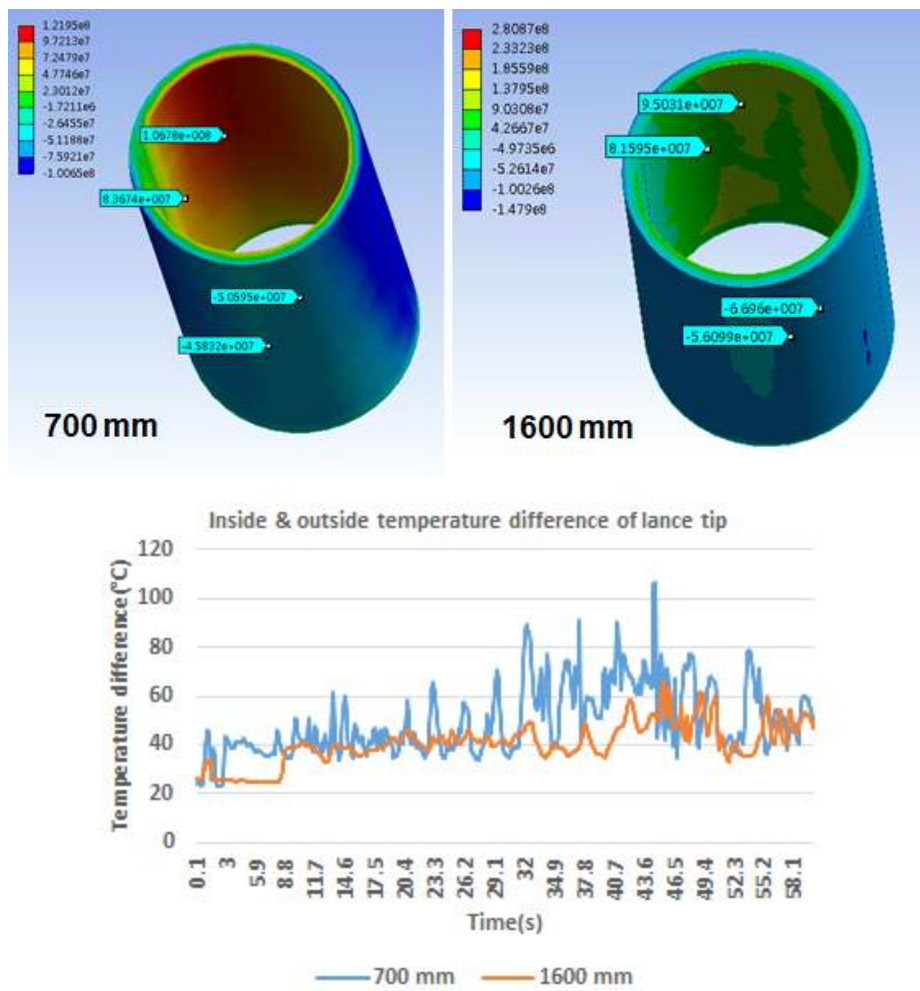 1.2195e8
9.7213e7
7.2479e7
4.7746e7
2.3012e7
-1.7211e6
-2.6455e7
-5.1188e7
-7.5921e7
-1.0065e8
1.0678e+008
8.3674e+007
-5.0595e+007
-4.5832e+007
700 mm
2.8087e8
2.3323e8
1.8559e8
1.3795e8
9.0308e7
4.2667e7
-4.9735e6
-5.2614e7
-1.0026e8
-1.479e8
9.5031e+007
8.1595e+007
-6.696e+007
-5.6099e+007
1600 mm
Inside & outside temperature difference of lance tip
Temperature difference(°C)
120
100
80
60
40
20
0
0.1 3 5.9 8.8 11.7 14.6 17.5 20.4 23.3 26.2 29.1 32 34.9 37.8 40.7 43.6 46.5 49.4 52.3 55.2 58.1
Time(s)
700 mm 1600 mm